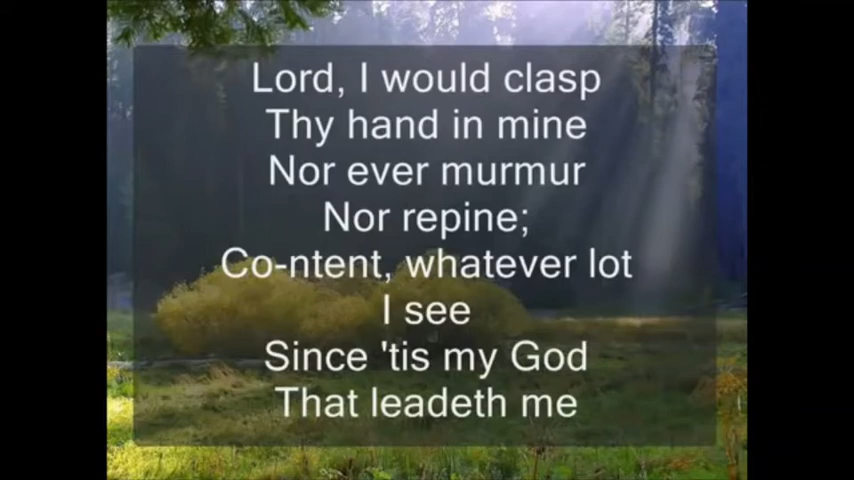 Lord, I would clasp
Thy hand in mine
Nor ever murmur
Nor repine;
Co-ntent, whatever lot
I see
Since 'tis my God
That leadeth me